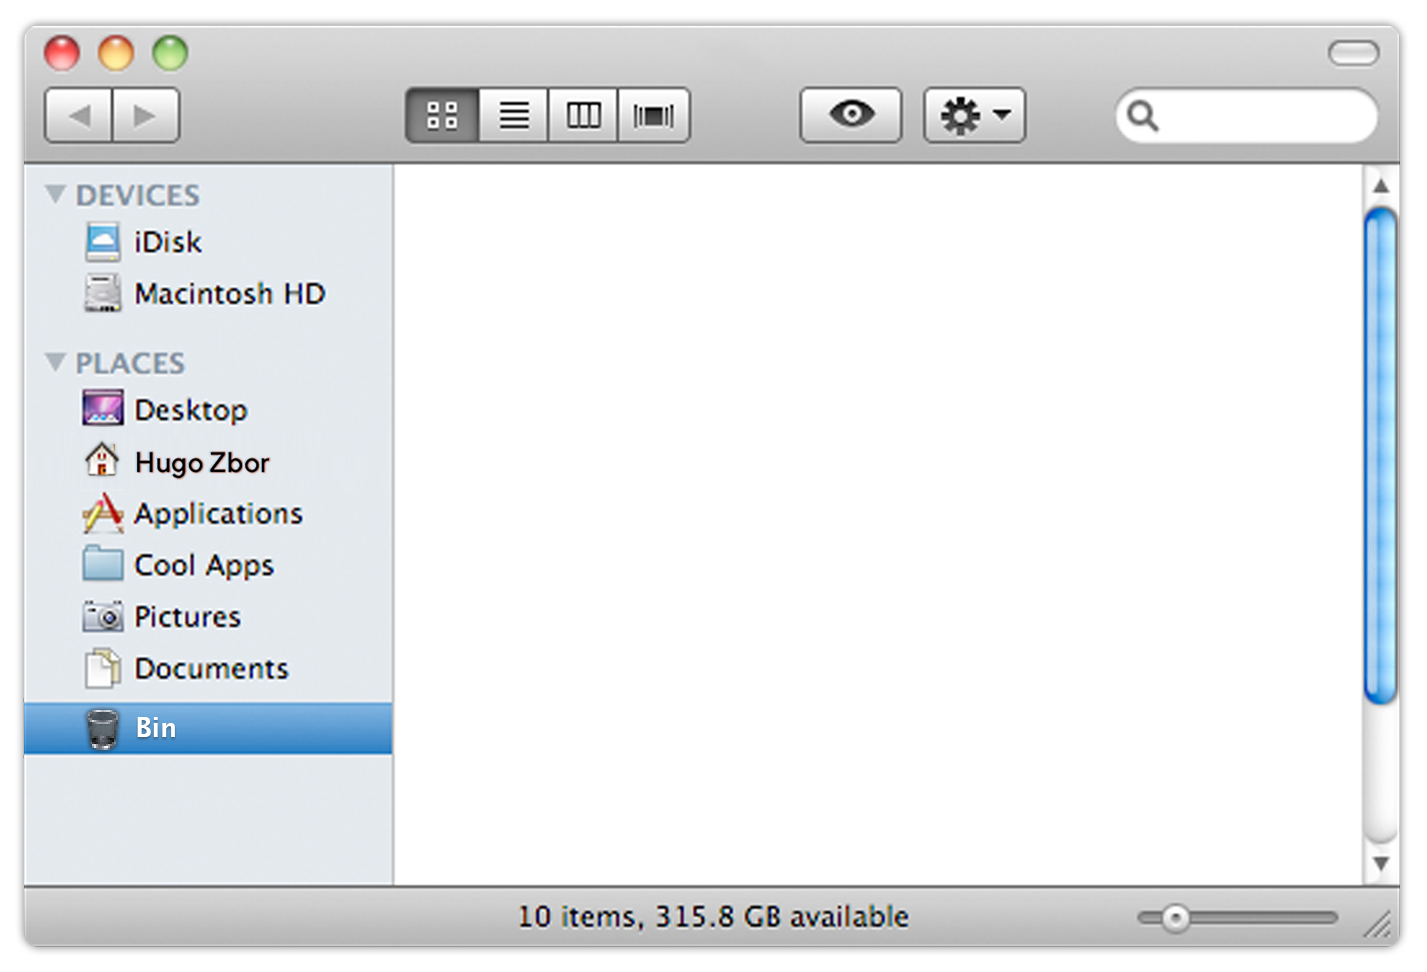 DEVICES
iDisk
Macintosh HD
PLACES
Desktop
Hugo Zbor
Applications
Cool Apps
Pictures
Documents
Bin
10 items, 315.8 GB available